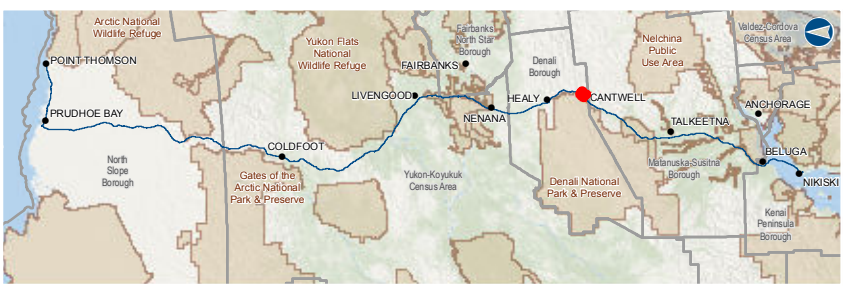 Arctic National
Wildlife Refuge
POINT THOMSON
PRUDHOE BAY
North
Slope
Borough
COLDFOOT
Gates of the
Arctic National
Park & Preserve
Yukon Flats
National
Wildlife Refuge
LIVENGOOD
FAIRBANKS
Fairbanks
North Star
Borough
NENANA
Yukon-Koyukuk
Census Area
Denali
Borough
HEALY
CANTWELL
Denali National
Park & Preserve
Nelchina
Public
Use Area
TALKEETNA
Matanuska-Susitna
Borough
Valdez-Cordova
Census Area
ANCHORAGE
BELUGA
NIKISKI
Kenai
Peninsula
Borough